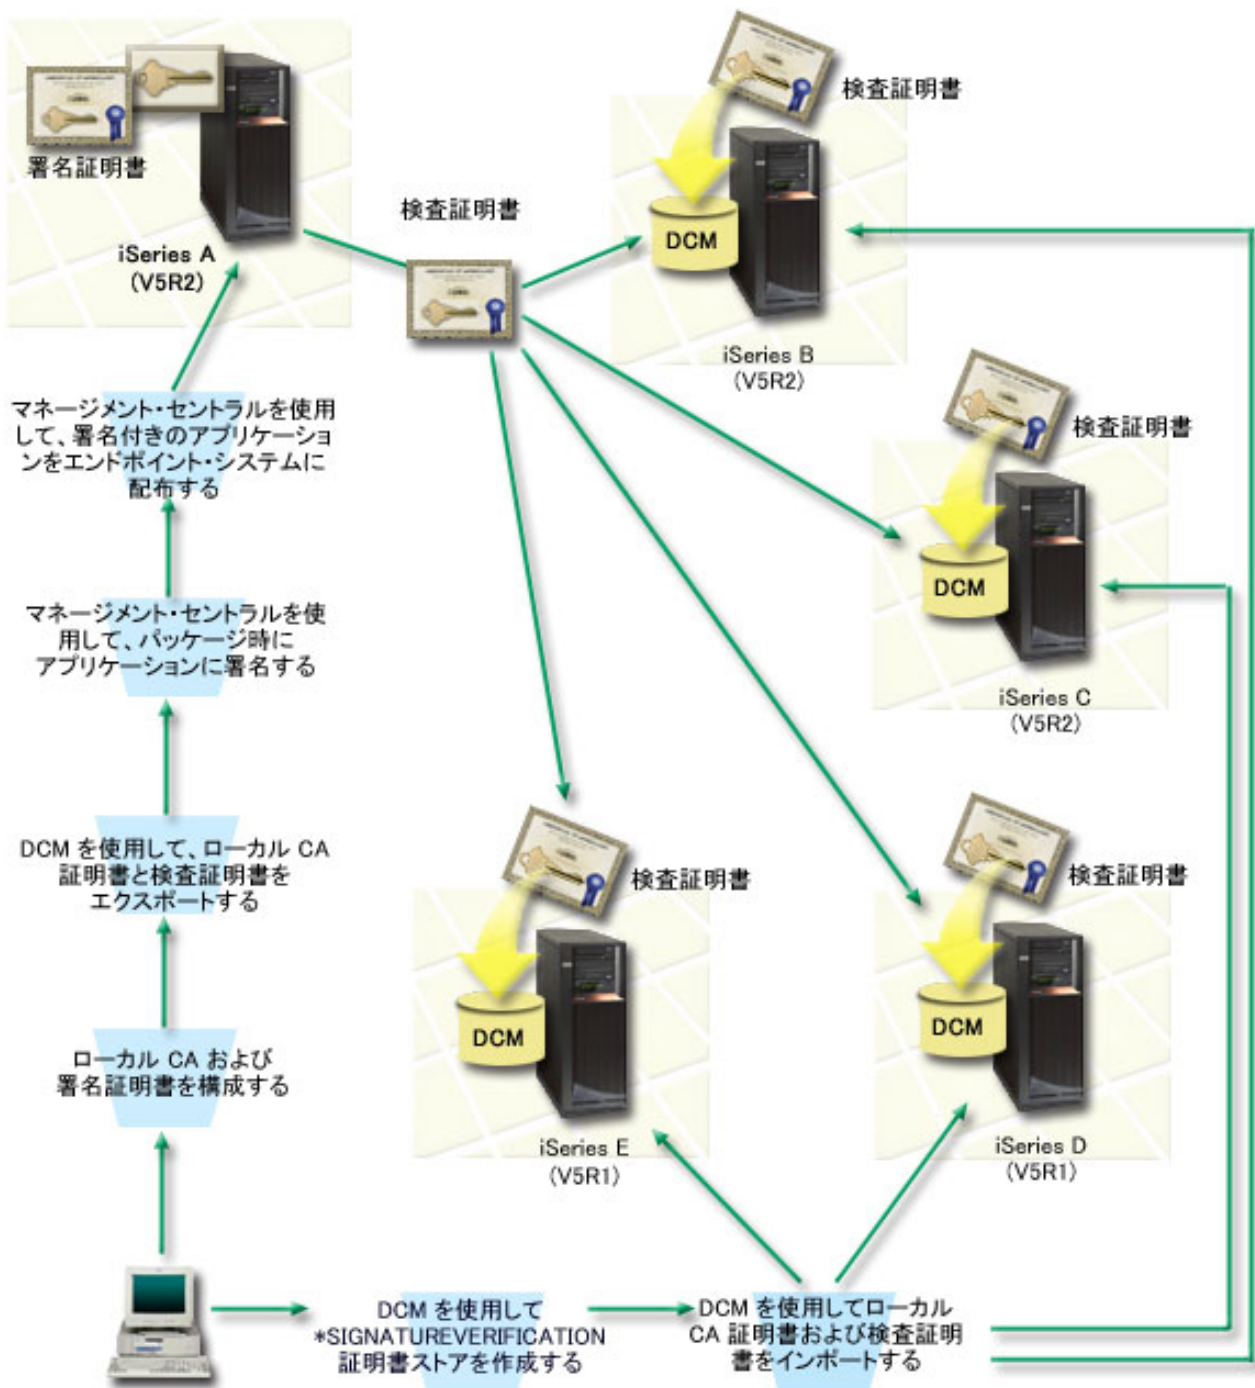 署名証明書
iSeries A
(V5R2)
検査証明書
検査証明書
DCM
iSeries B
(V5R2)
検査証明書
DCM
iSeries C
(V5R2)
マネージメント・セントラルを使用
して、署名付きのアプリケーショ
ンをエンドポイント・システムに
配布する
マネージメント・セントラルを使
用して、パッケージ時に
アプリケーションに署名する
DCM を使用して、ローカル CA
証明書と検査証明書を
エクスポートする
ローカル CA および
署名証明書を構成する
検査証明書
DCM
iSeries E
(V5R1)
検査証明書
DCM
iSeries D
(V5R1)
DCM を使用して
*SIGNATUREVERIFICATION
証明書ストアを作成する
DCM を使用してローカル
CA 証明書および検査証明
書をインポートする